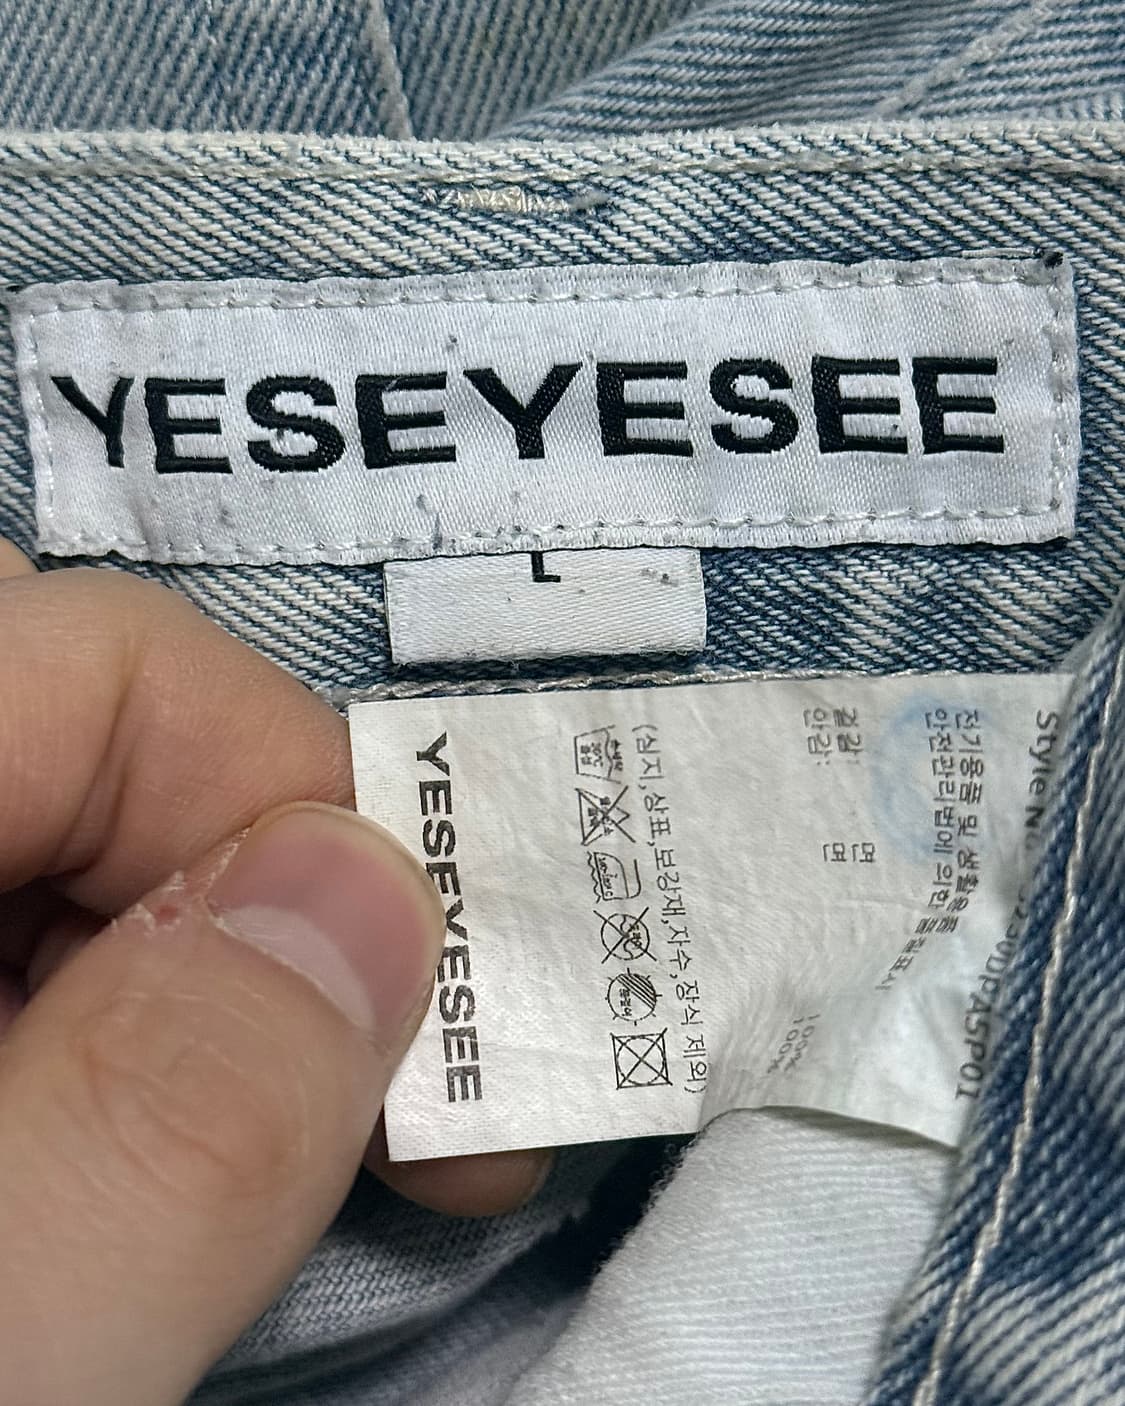 YESEYESEE
L
Style N
전기용품 및 생활용품
안전관리법에 의한 품질표시
겉감: 면 100%
안감: 면 100%
(심지,상표,보강재,자수,장식 제외)
YESEYESEE